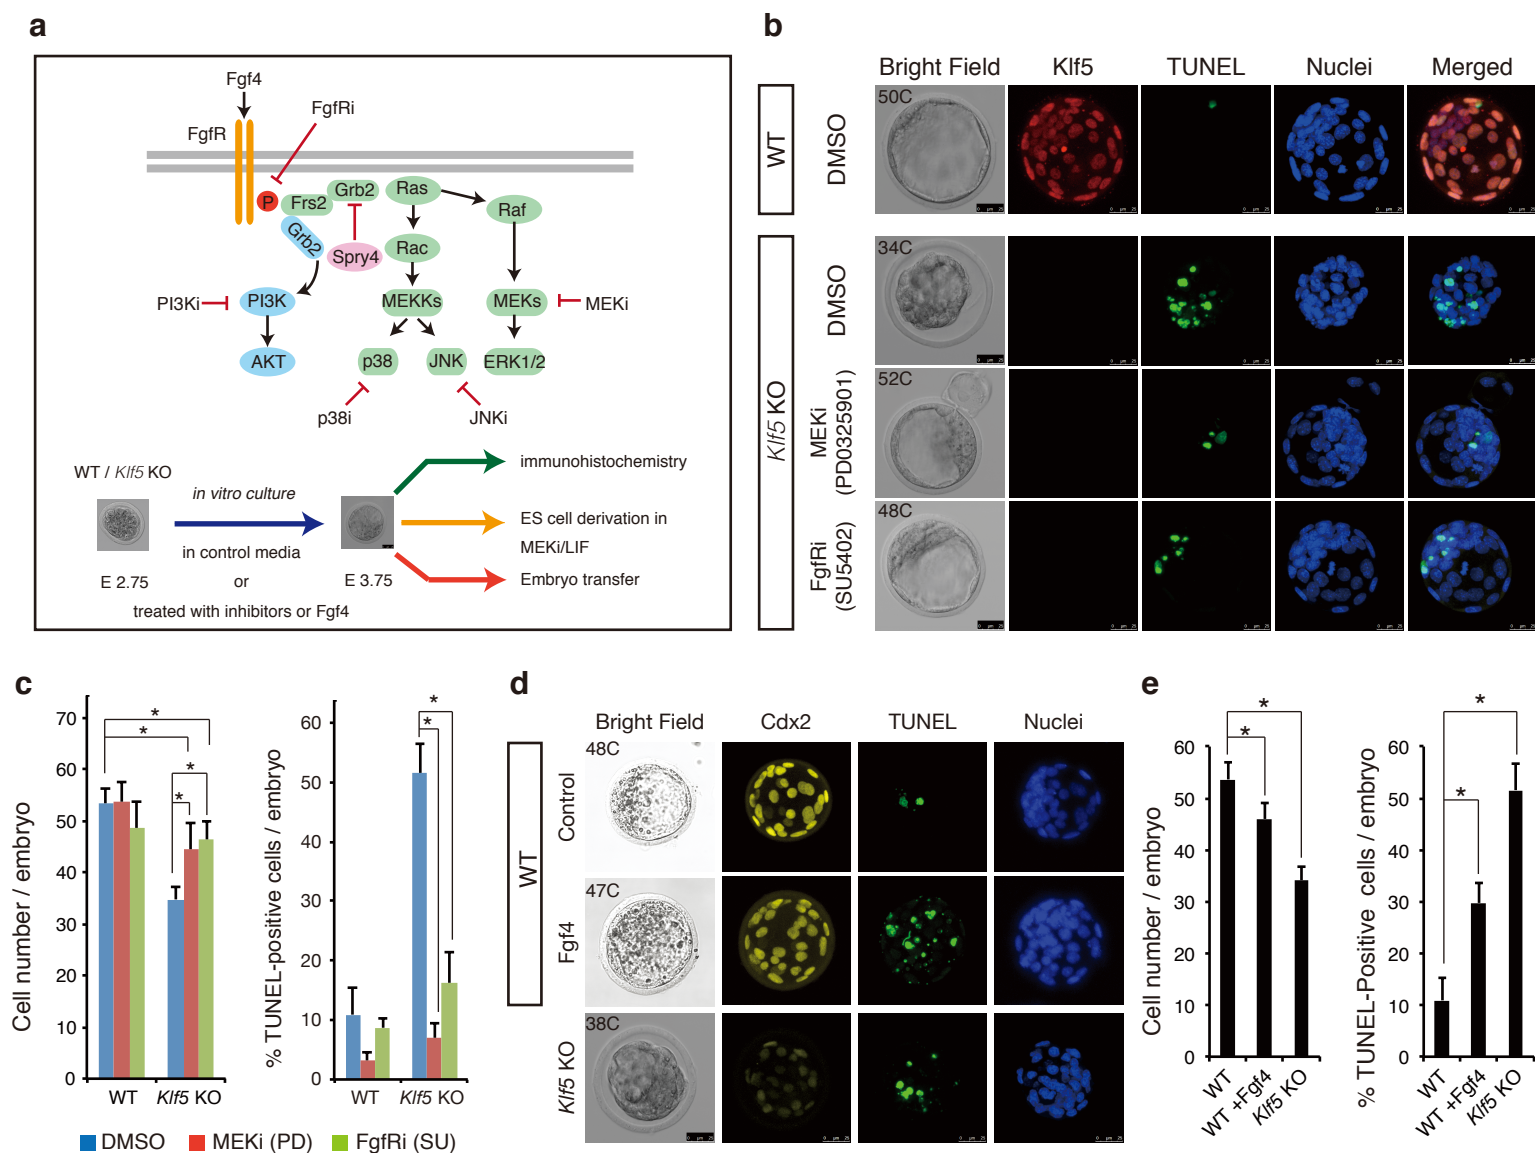 a
Fgf4
FgfRi
FgfR
P
Frs2
Grb2
Ras
Raf
Grb2
Spry4
Rac
PI3Ki
PI3K
MEKKs
MEKs
MEKi
AKT
p38
JNK
ERK1/2
p38i
JNKi
WT / Klf5 KO
in vitro culture
in control media
or
treated with inhibitors or Fgf4
E 2.75
E 3.75
immunohistochemistry
ES cell derivation in
MEKi/LIF
Embryo transfer
b
Bright Field
Klf5
TUNEL
Nuclei
Merged
WT
DMSO
50C
Klf5 KO
DMSO
34C
MEKi
(PD0325901)
52C
FgfRi
(SU5402)
48C
c
Cell number / embryo
70
60
50
40
30
20
10
0
* * * *
WT
Klf5 KO
% TUNEL-positive cells / embryo
60
50
40
30
20
10
0
* *
WT
Klf5 KO
DMSO
MEKi (PD)
FgfRi (SU)
d
Bright Field
Cdx2
TUNEL
Nuclei
WT
Control
48C
Fgf4
47C
Klf5 KO
38C
e
Cell number / embryo
60
50
40
30
20
10
0
* *
WT
WT +Fgf4
Klf5 KO
% TUNEL-Positive cells / embryo
60
50
40
30
20
10
0
* *
WT
WT +Fgf4
Klf5 KO